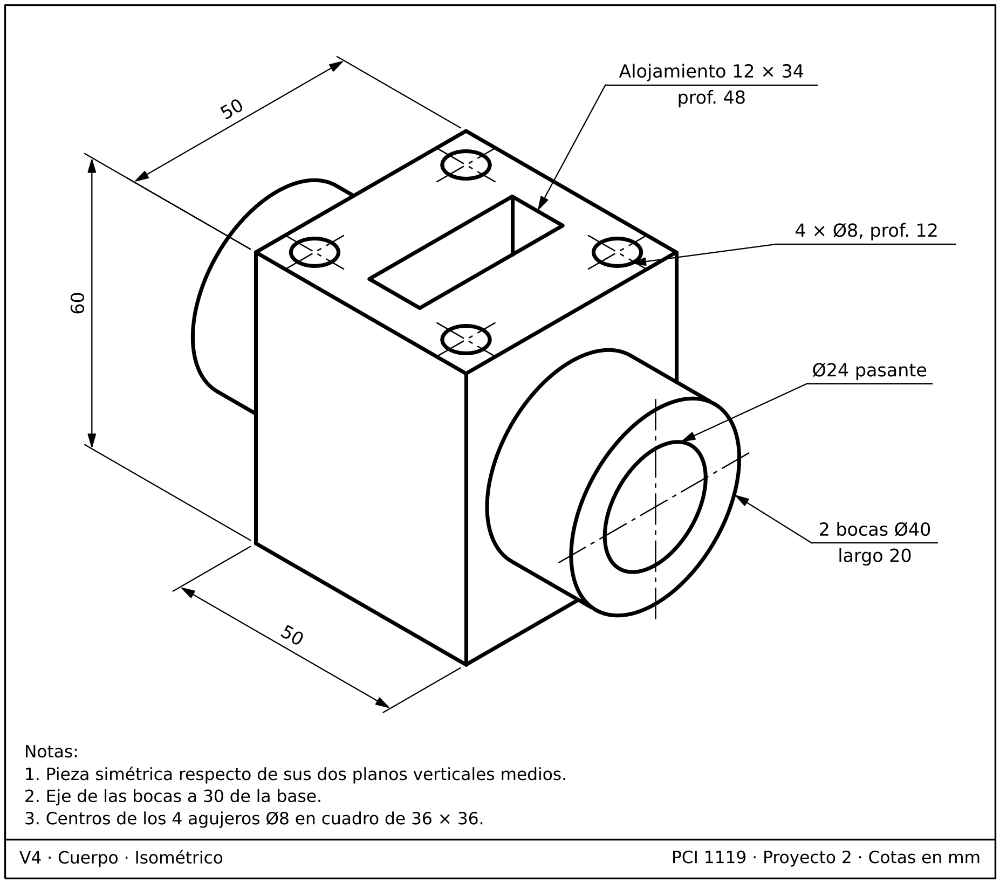 Alojamiento 12 × 34
prof. 48
50
4 × Ø8, prof. 12
60
Ø24 pasante
2 bocas Ø40
largo 20
50
Notas:
1. Pieza simétrica respecto de sus dos planos verticales medios.
2. Eje de las bocas a 30 de la base.
3. Centros de los 4 agujeros Ø8 en cuadro de 36 × 36.
V4 · Cuerpo · Isométrico
PCI 1119 · Proyecto 2 · Cotas en mm